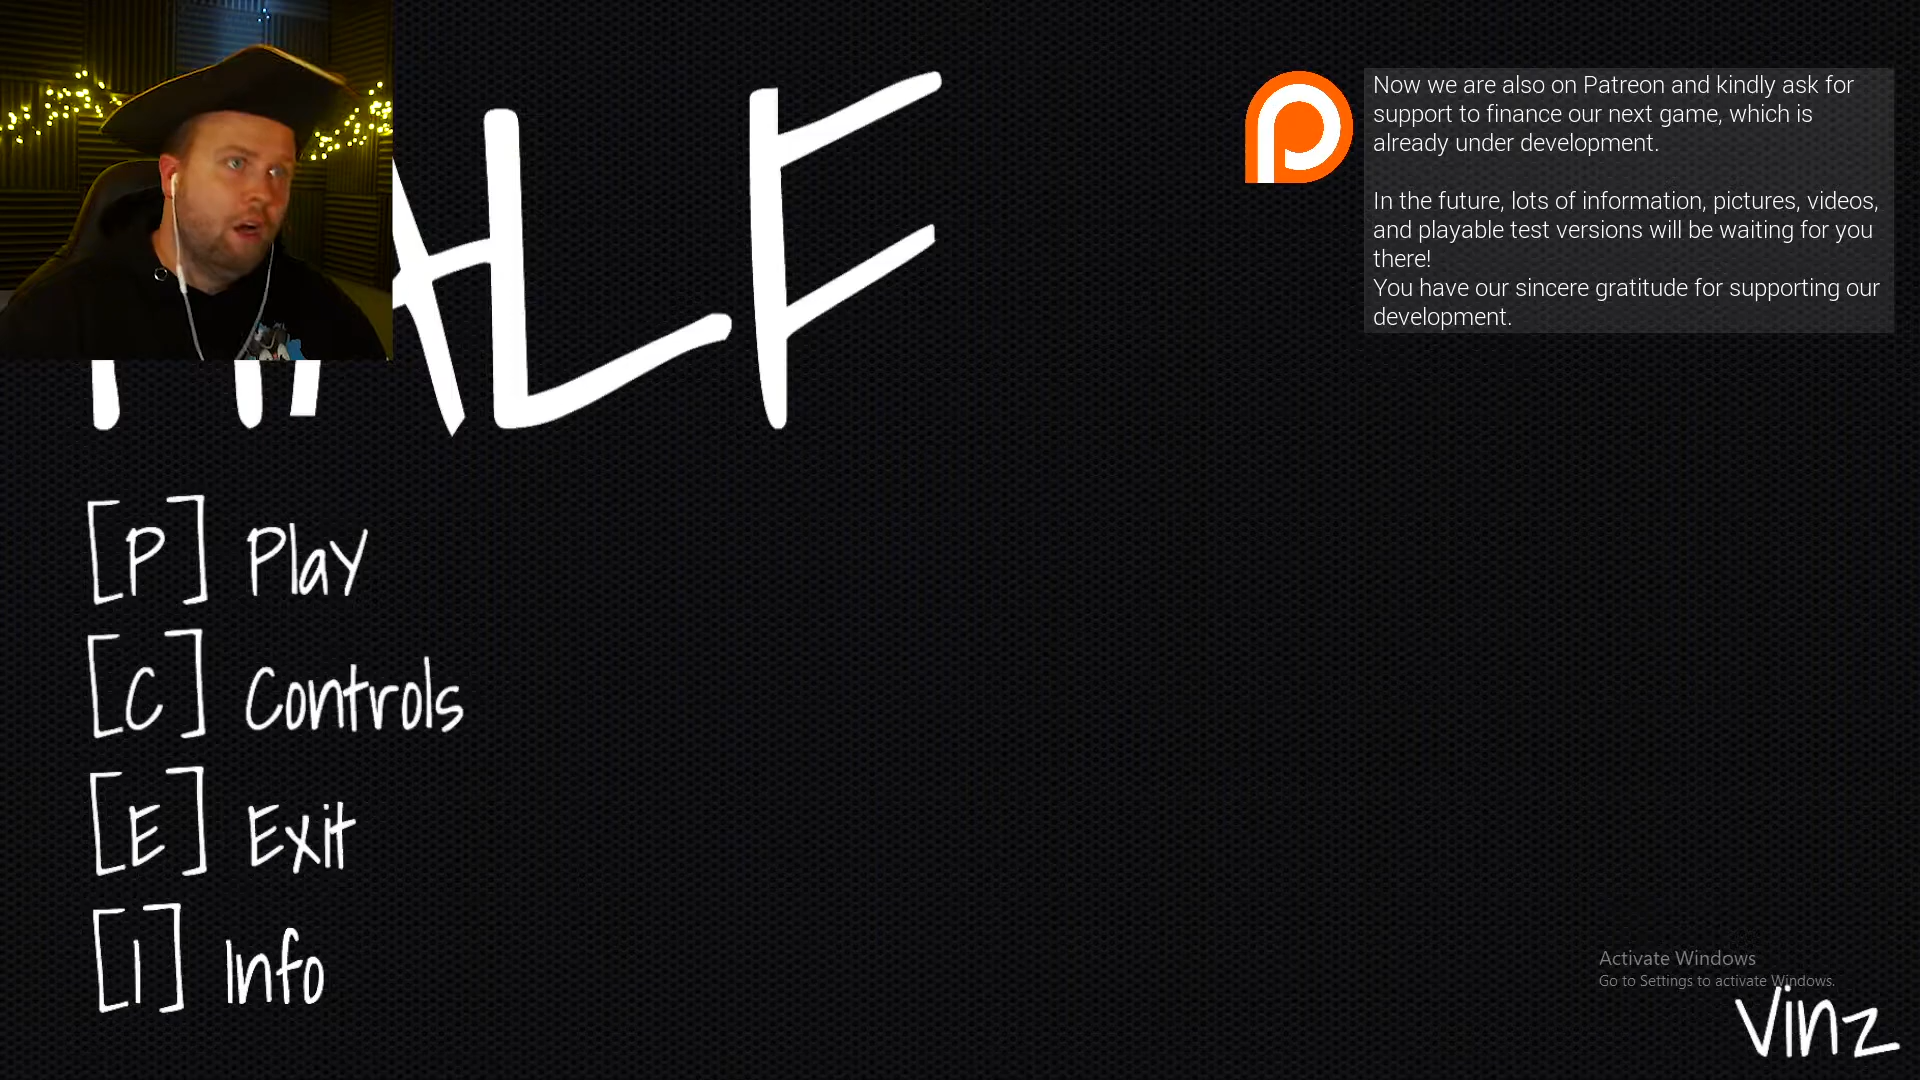 Now we are also on Patreon and kindly ask for
support to finance our next game, which is
already under development.
In the future, lots of information, pictures, videos,
and playable test versions will be waiting for you
there!
You have our sincere gratitude for supporting our
development.
[P] Play
[C] Controls
[E] Exit
[I] Info
Activate Windows
Go to Settings to activate Windows.
Vinz